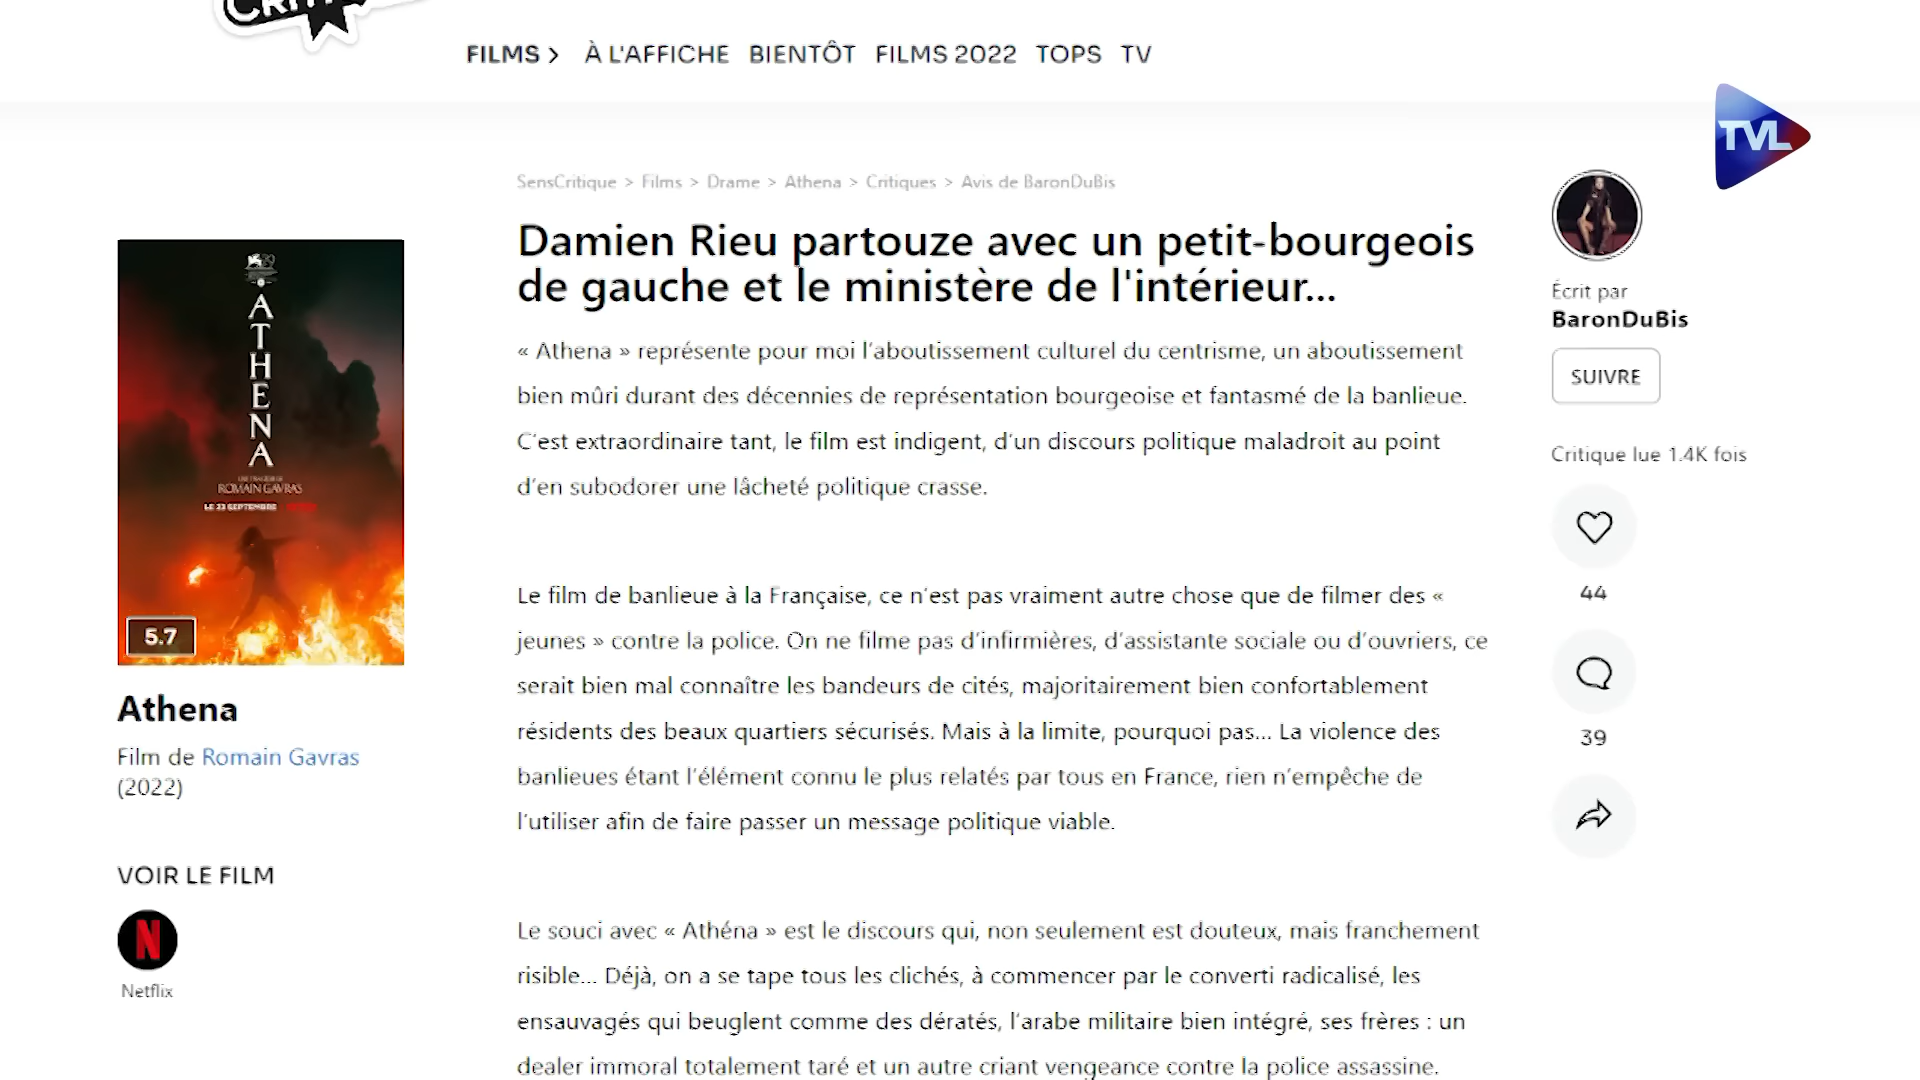 CRITI
FILMS > À L'AFFICHE BIENTÔT FILMS 2022 TOPS TV
TVL
SensCritique > Films > Drame > Athena > Critiques > Avis de BaronDuBis
Damien Rieu partouze avec un petit-bourgeois
de gauche et le ministère de l'intérieur...
« Athena » représente pour moi l'aboutissement culturel du centrisme, un aboutissement
bien mûri durant des décennies de représentation bourgeoise et fantasmé de la banlieue.
C'est extraordinaire tant, le film est indigent, d'un discours politique maladroit au point
d'en subodorer une lâcheté politique crasse.
Le film de banlieue à la Française, ce n'est pas vraiment autre chose que de filmer des «
jeunes » contre la police. On ne filme pas d'infirmières, d'assistante sociale ou d'ouvriers, ce
serait bien mal connaître les bandeurs de cités, majoritairement bien confortablement
résidents des beaux quartiers sécurisés. Mais à la limite, pourquoi pas... La violence des
banlieues étant l'élément connu le plus relatés par tous en France, rien n'empêche de
l'utiliser afin de faire passer un message politique viable.
Le souci avec « Athéna » est le discours qui, non seulement est douteux, mais franchement
risible... Déjà, on a se tape tous les clichés, à commencer par le converti radicalisé, les
ensauvagés qui beuglent comme des dératés, l'arabe militaire bien intégré, ses frères : un
dealer immoral totalement taré et un autre criant vengeance contre la police assassine.
ATHENA
ROMAIN GAVRAS
LE 23 SEPTEMBRE
5.7
Athena
Film de Romain Gavras
(2022)
VOIR LE FILM
N
Netflix
Écrit par
BaronDuBis
SUIVRE
Critique lue 1.4K fois
44
39